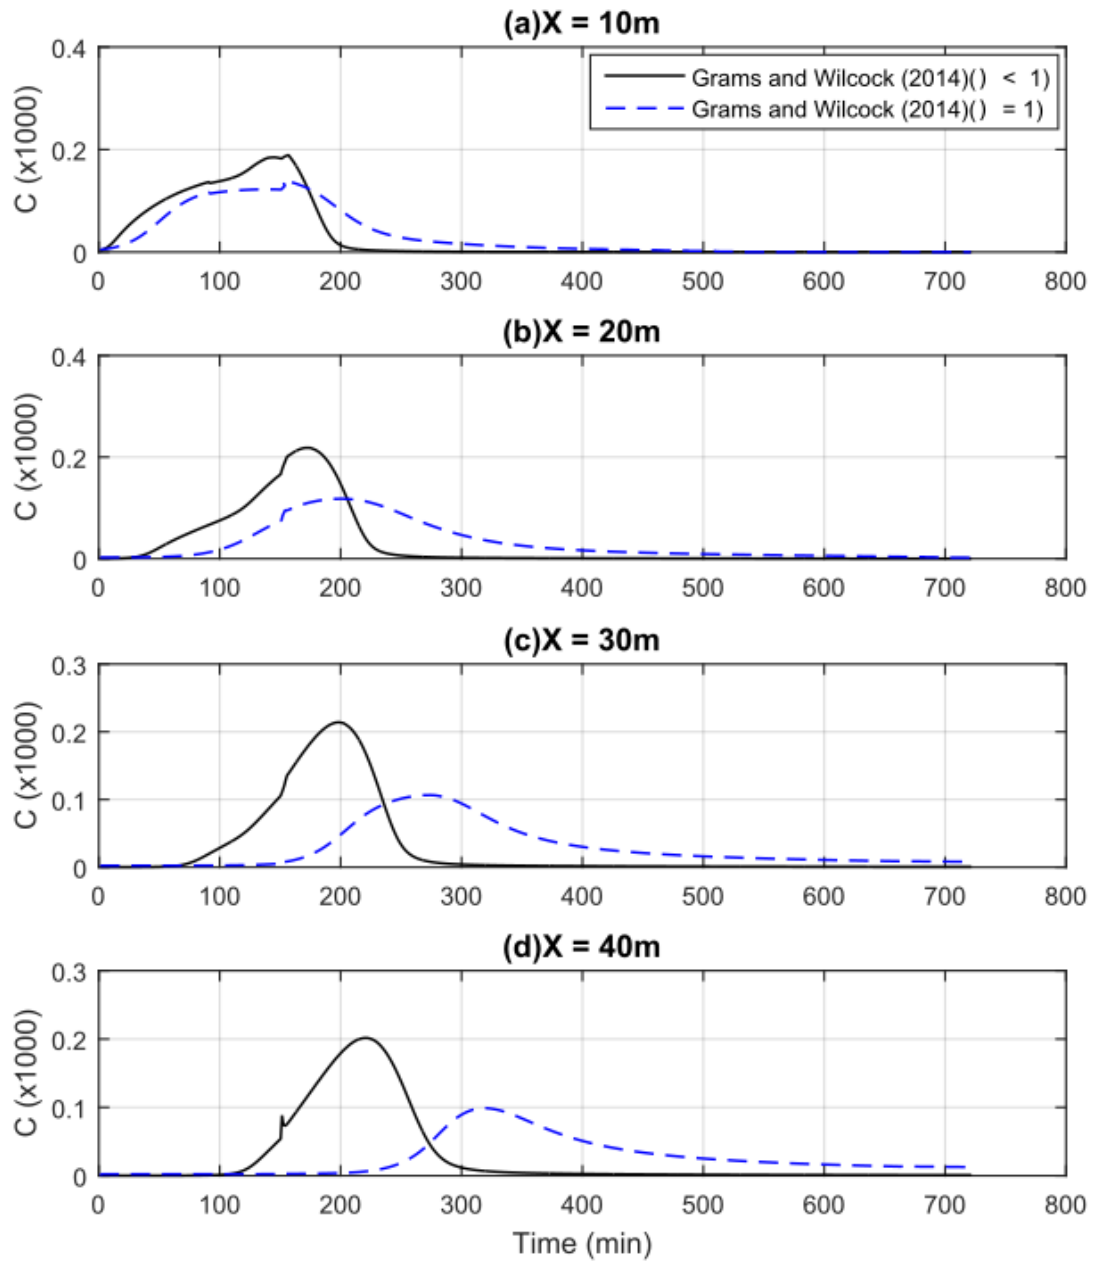 (a)X = 10m
0.4
Grams and Wilcock (2014)() < 1)
Grams and Wilcock (2014)() = 1)
0.2
C (x1000)
0
0 100 200 300 400 500 600 700 800
(b)X = 20m
0.4
0.2
C (x1000)
0
0 100 200 300 400 500 600 700 800
(c)X = 30m
0.3
0.2
C (x1000)
0.1
0
0 100 200 300 400 500 600 700 800
(d)X = 40m
0.3
0.2
C (x1000)
0.1
0
0 100 200 300 400 500 600 700 800
Time (min)